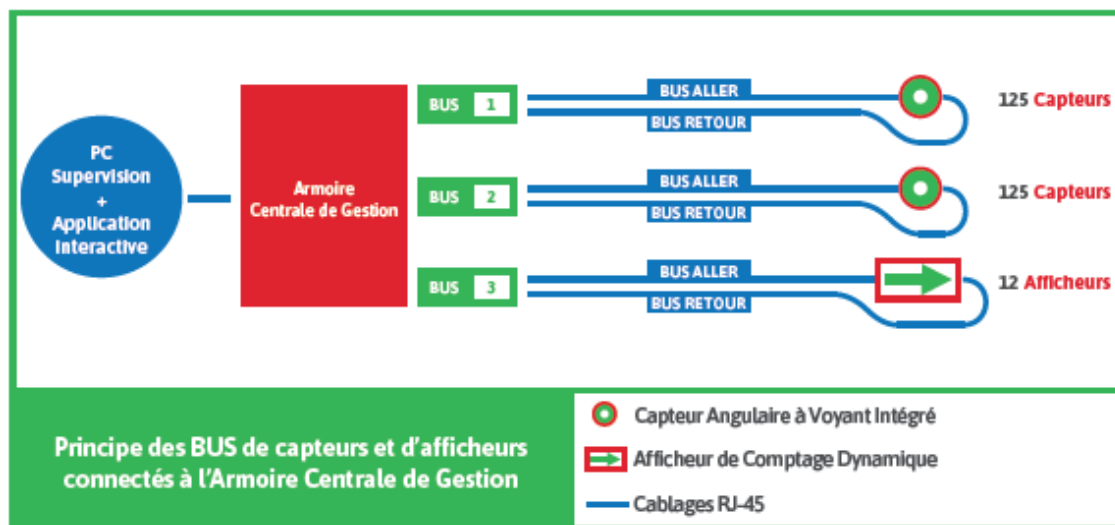 PC
Supervision
+
Application
Interactive
Armoire
Centrale de Gestion
BUS 1
BUS ALLER
BUS RETOUR
125 Capteurs
BUS 2
BUS ALLER
BUS RETOUR
125 Capteurs
BUS 3
BUS ALLER
BUS RETOUR
12 Afficheurs
Principe des BUS de capteurs et d'afficheurs
connectés à l'Armoire Centrale de Gestion
Capteur Angulaire à Voyant Intégré
Afficheur de Comptage Dynamique
Cablages RJ-45